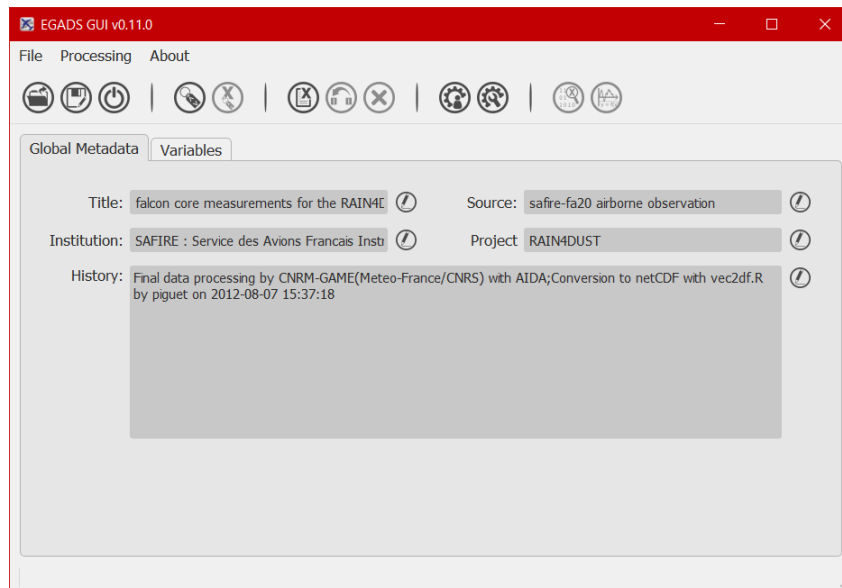 EGADS GUI v0.11.0
File Processing About
Global Metadata Variables
Title: falcon core measurements for the RAIN4D Source: safire-fa20 airborne observation
Institution: SAFIRE : Service des Avions Francais Instr Project RAIN4DUST
History: Final data processing by CNRM-GAME(Meteo-France/CNRS) with AIDA;Conversion to netCDF with vec2df.R
by piguet on 2012-08-07 15:37:18